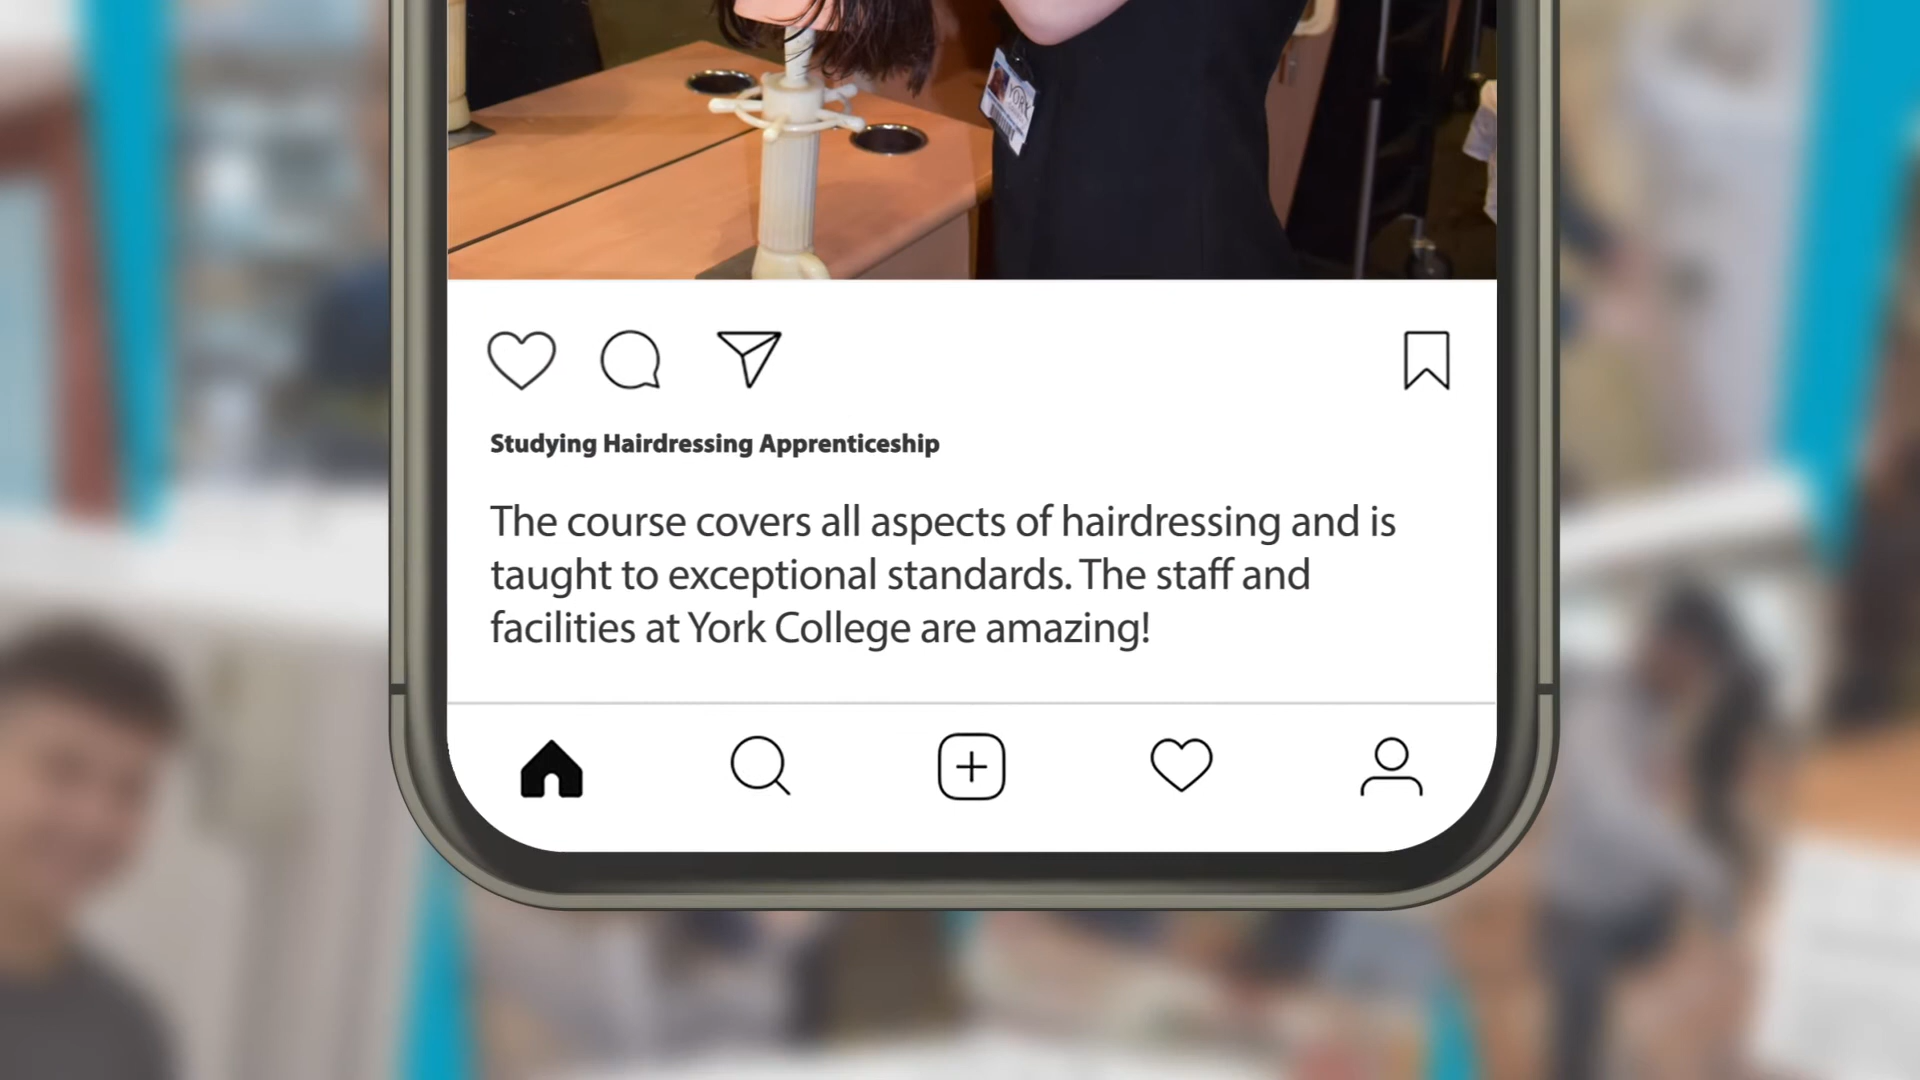 YORK
Studying Hairdressing Apprenticeship
The course covers all aspects of hairdressing and is
taught to exceptional standards. The staff and
facilities at York College are amazing!